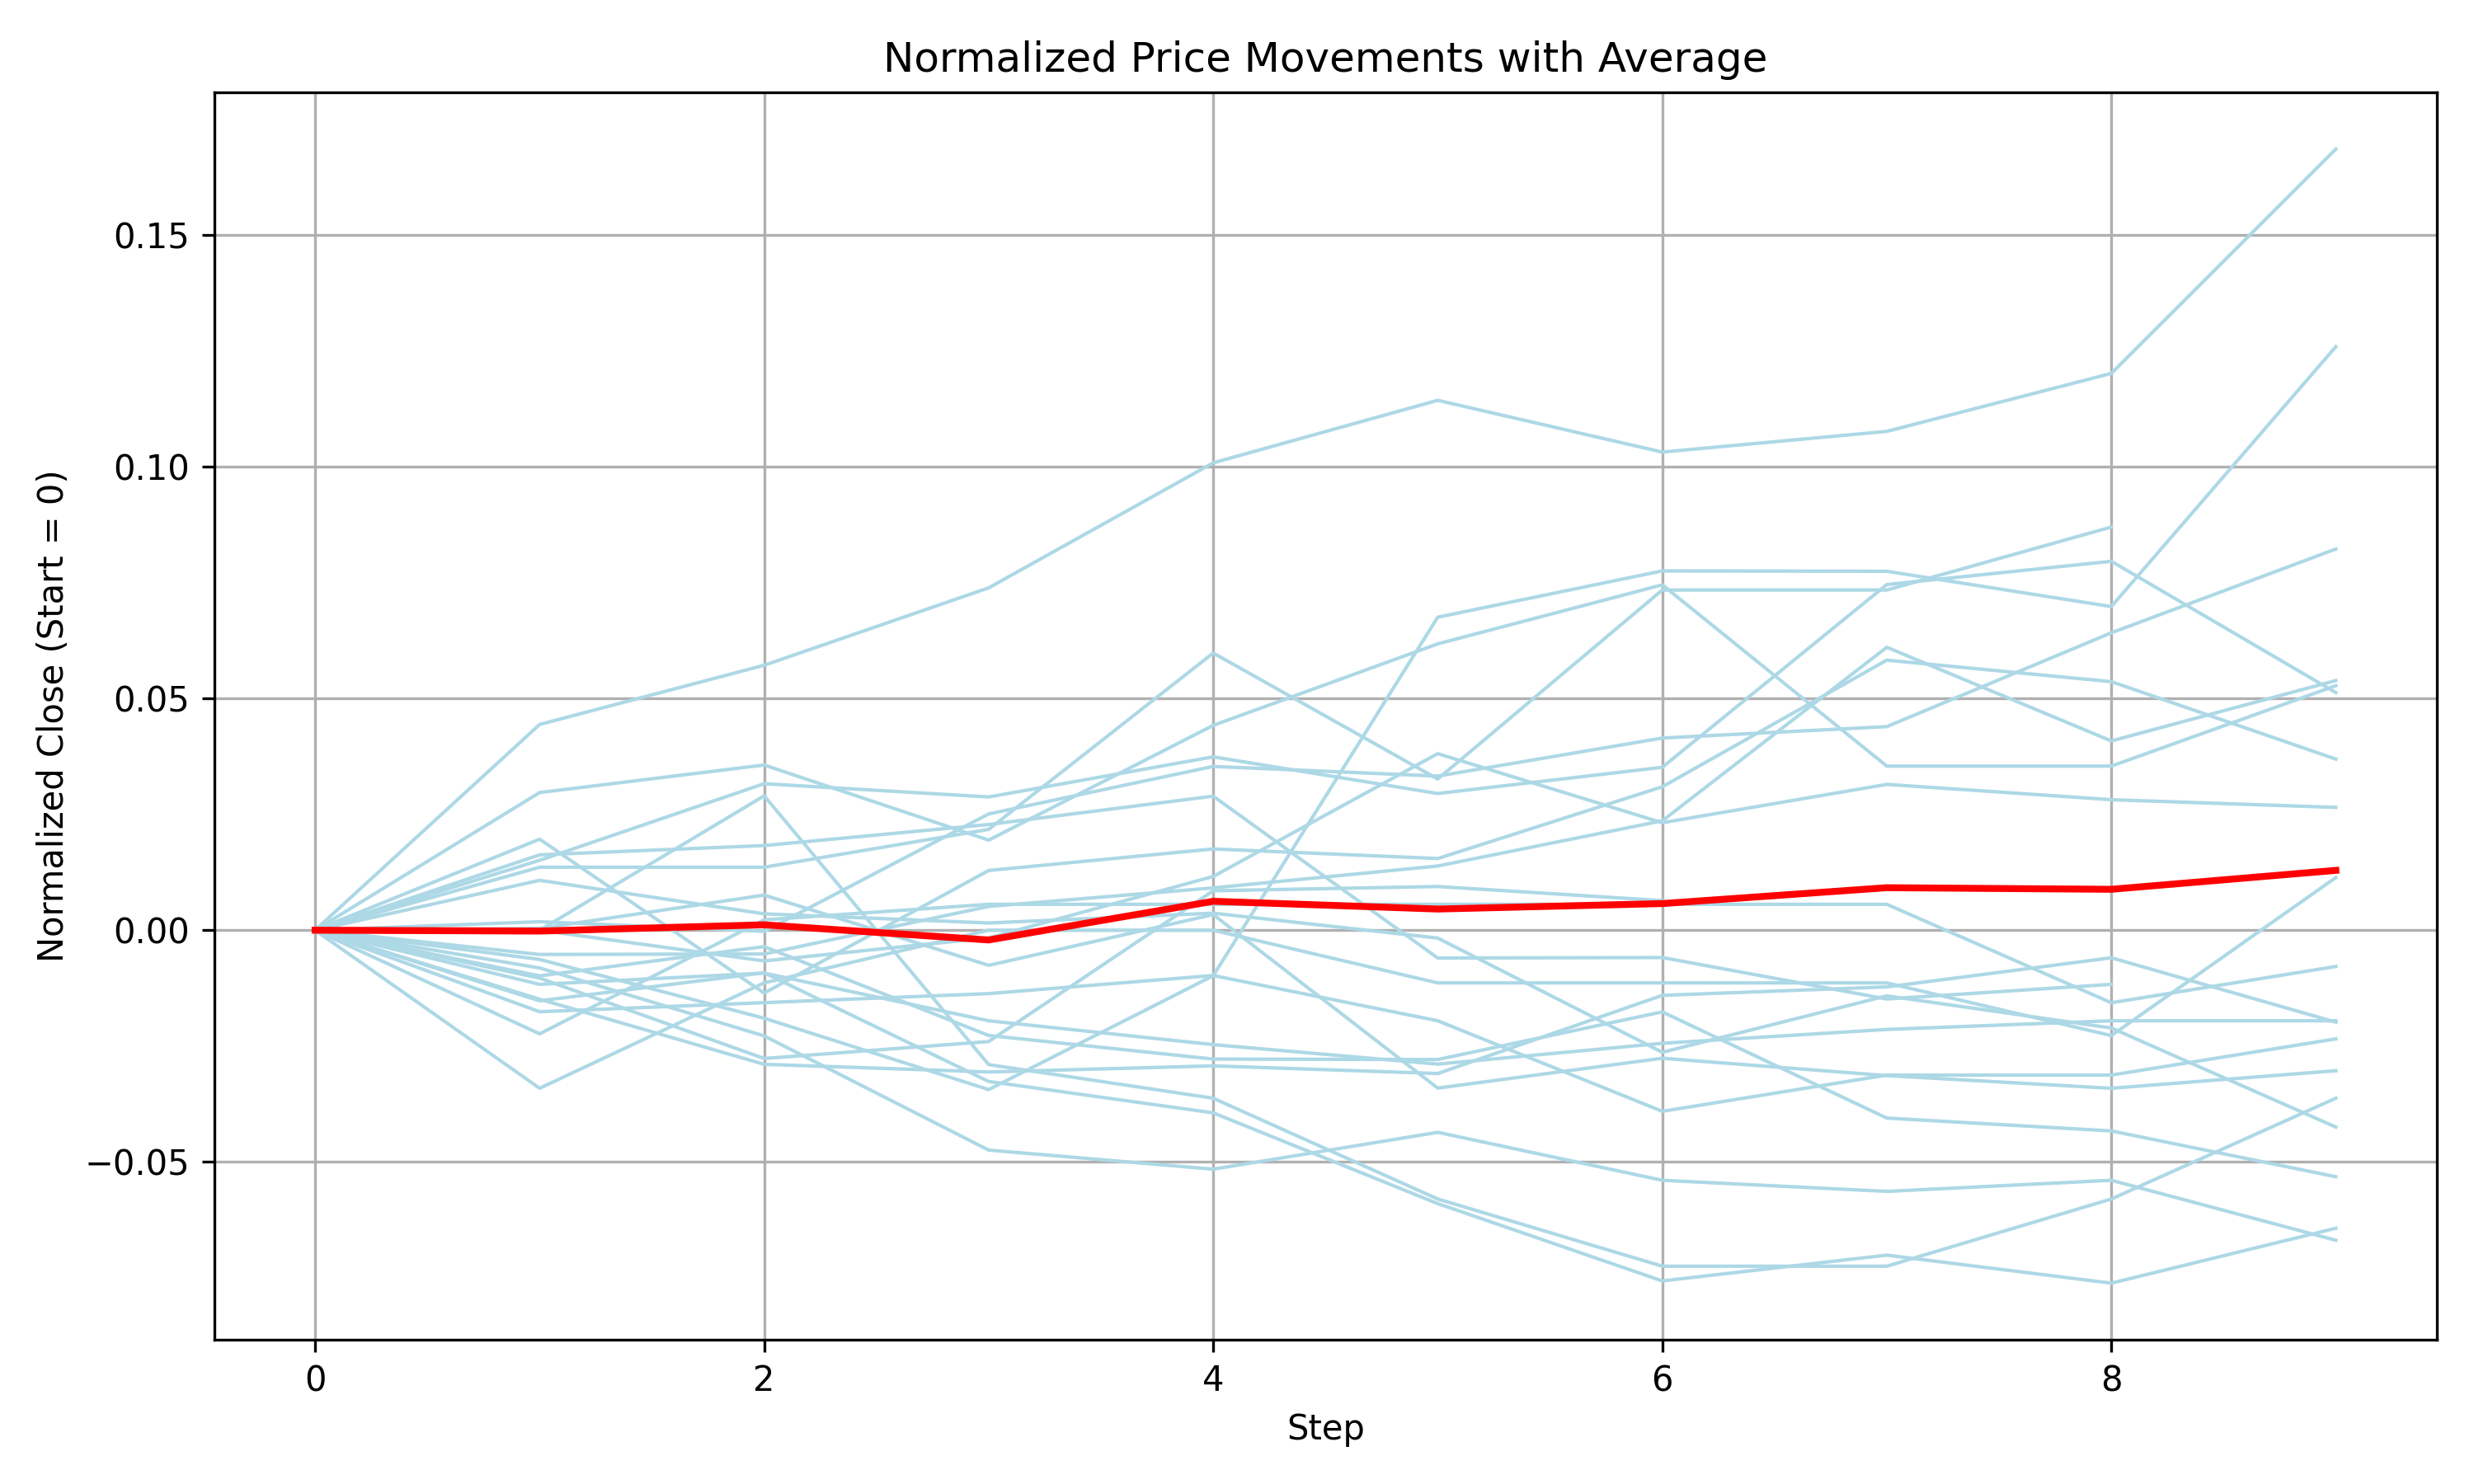 Normalized Price Movements with Average
Normalized Close (Start = 0)
0.15
0.10
0.05
0.00
−0.05
0 2 4 6 8
Step